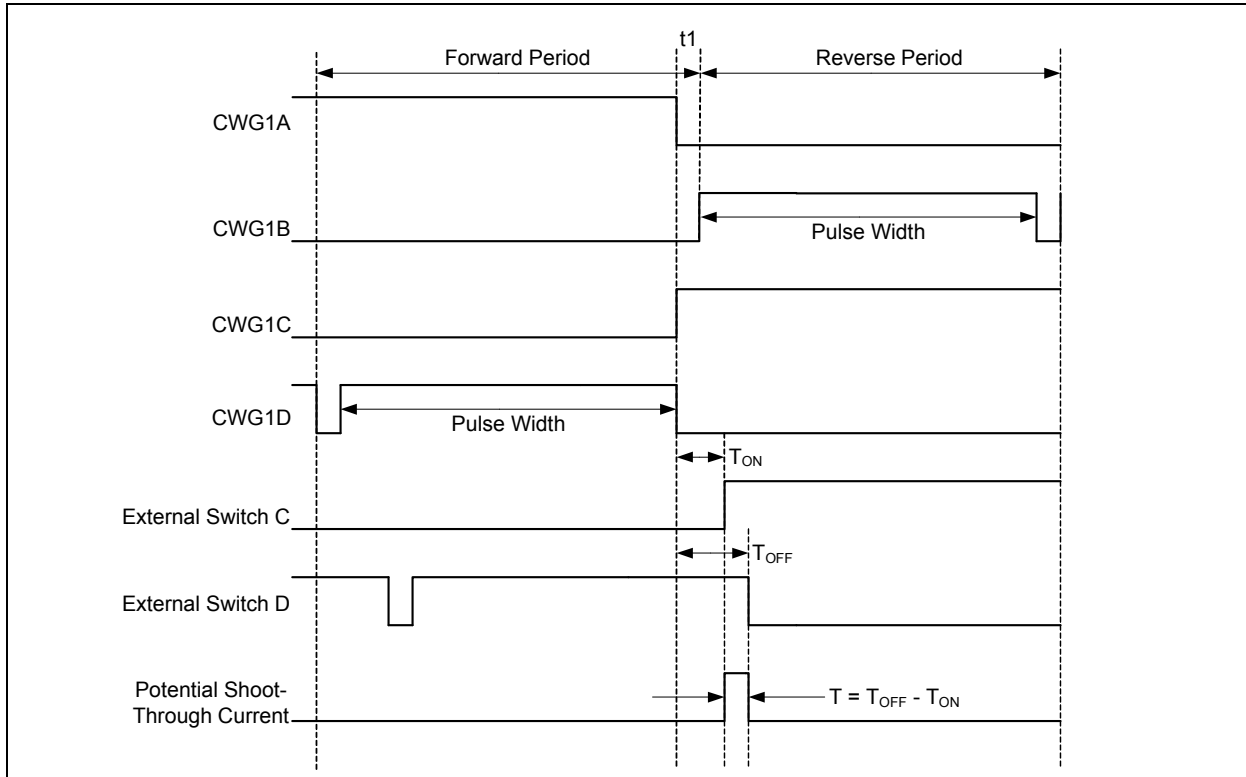 t1
Forward Period
Reverse Period
CWG1A
CWG1B
Pulse Width
CWG1C
CWG1D
Pulse Width
TON
External Switch C
TOFF
External Switch D
Potential Shoot-
Through Current
T = TOFF - TON